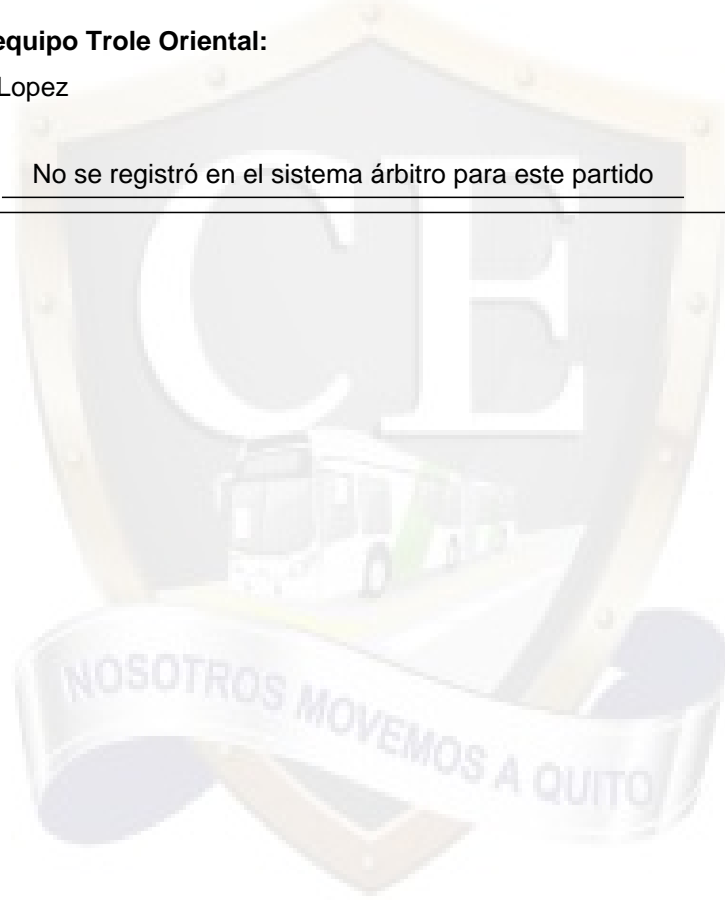 equipo Trole Oriental:
Lopez
No se registró en el sistema árbitro para este partido
CE
NOSOTROS MOVEMOS A QUITO